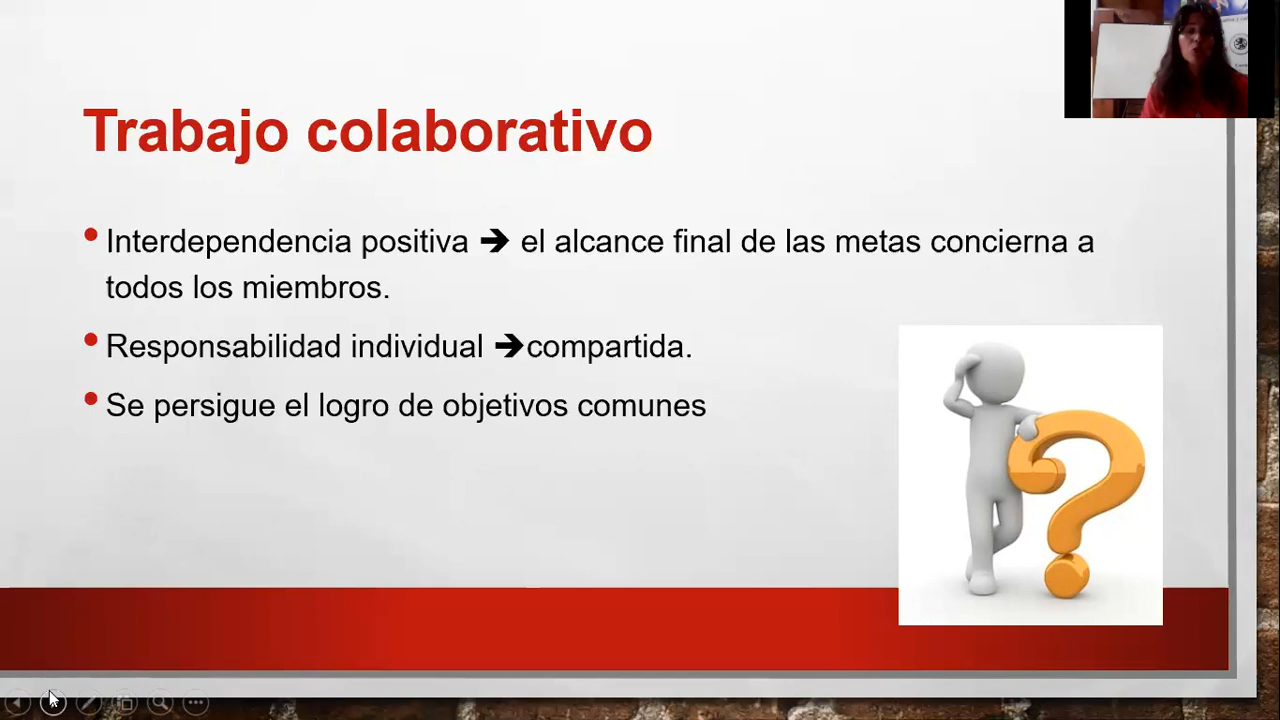 Trabajo colaborativo
•Interdependencia positiva ➔ el alcance final de las metas concierna a
todos los miembros.
•Responsabilidad individual ➔compartida.
•Se persigue el logro de objetivos comunes